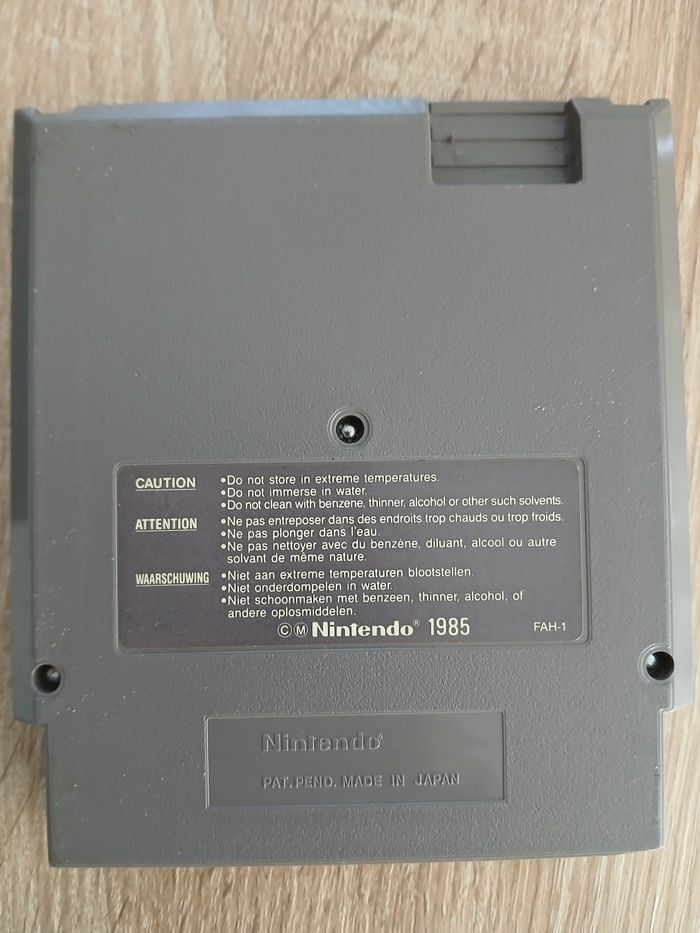 CAUTION
•Do not store in extreme temperatures.
•Do not immerse in water.
•Do not clean with benzene, thinner, alcohol or other such solvents.
ATTENTION
•Ne pas entreposer dans des endroits trop chauds ou trop froids.
•Ne pas plonger dans l'eau.
•Ne pas nettoyer avec du benzène, diluant, alcool ou autre
solvant de même nature.
WAARSCHUWING
•Niet aan extreme temperaturen blootstellen.
•Niet onderdompelen in water.
•Niet schoonmaken met benzeen, thinner, alcohol, of
andere oplosmiddelen.
ⒸⓂ Nintendo® 1985 FAH-1
Nintendo®
PAT. PEND. MADE IN JAPAN